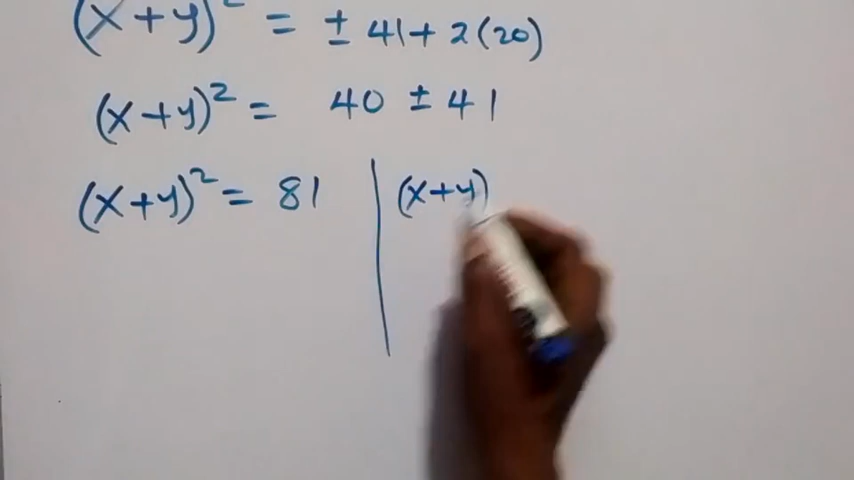 (x+y)² = ± 41+ 2(20)
(x+y)² = 40 ± 41
(x+y)² = 81 | (x+y)